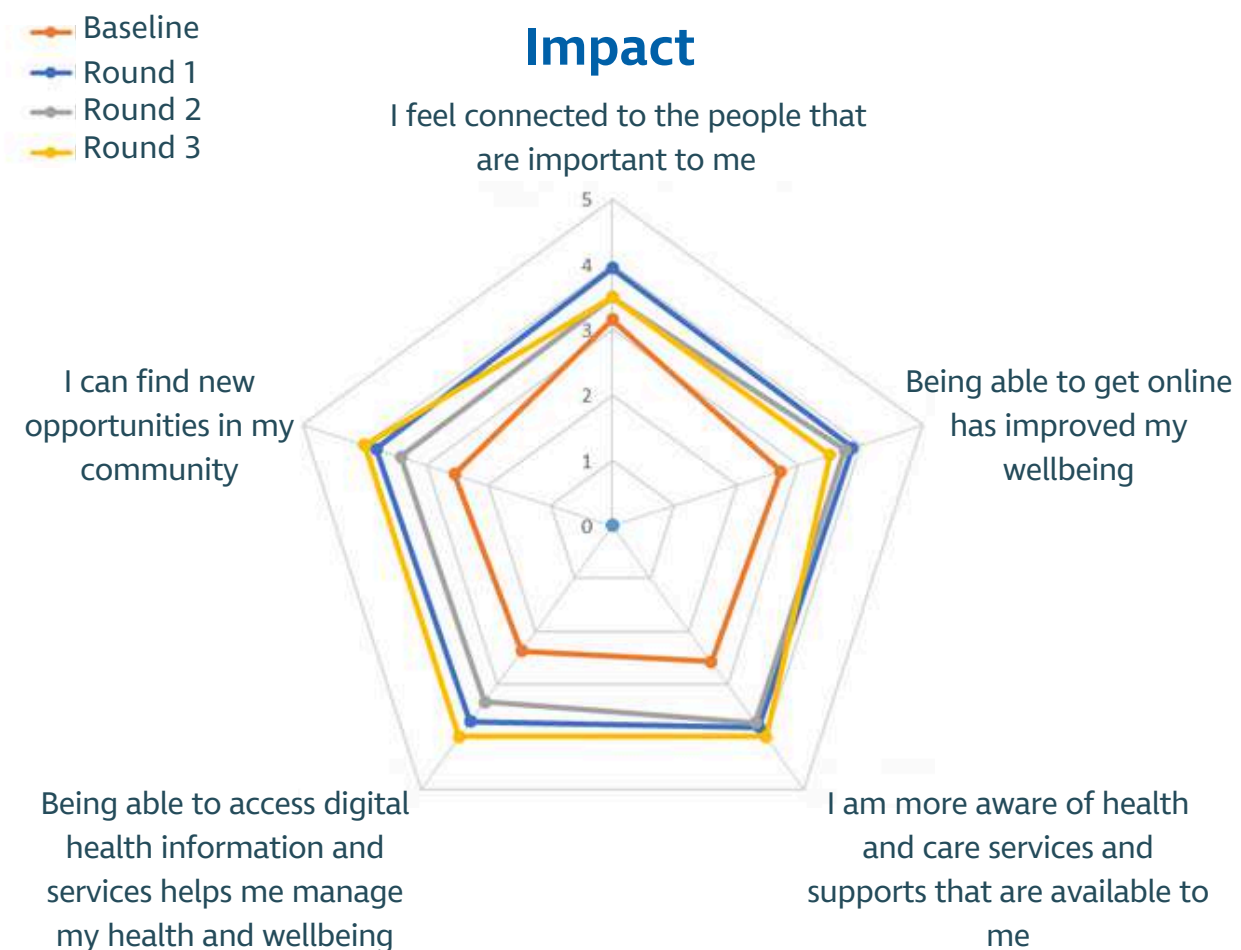 Baseline
Round 1
Round 2
Round 3
Impact
I feel connected to the people that
are important to me
5
4
3
2
1
0
I can find new
opportunities in my
community
Being able to get online
has improved my
wellbeing
Being able to access digital
health information and
services helps me manage
my health and wellbeing
I am more aware of health
and care services and
supports that are available to
me